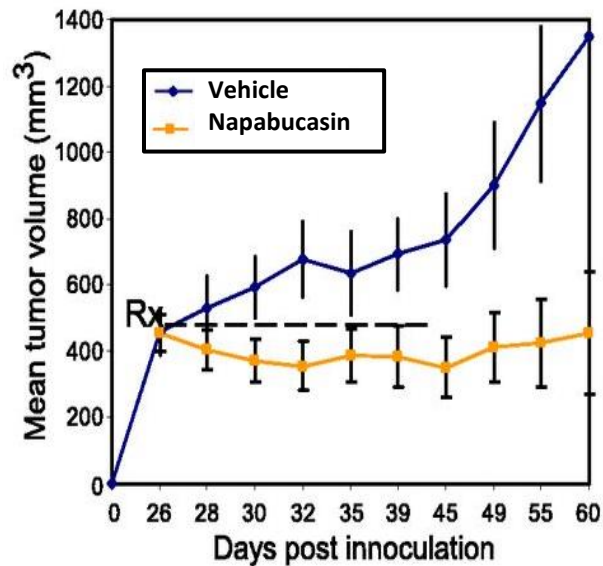 Mean tumor volume (mm³)
1400
1200
1000
800
600
400
200
0
Vehicle
Napabucasin
Rx
0 26 28 30 32 35 39 45 49 55 60
Days post innoculation